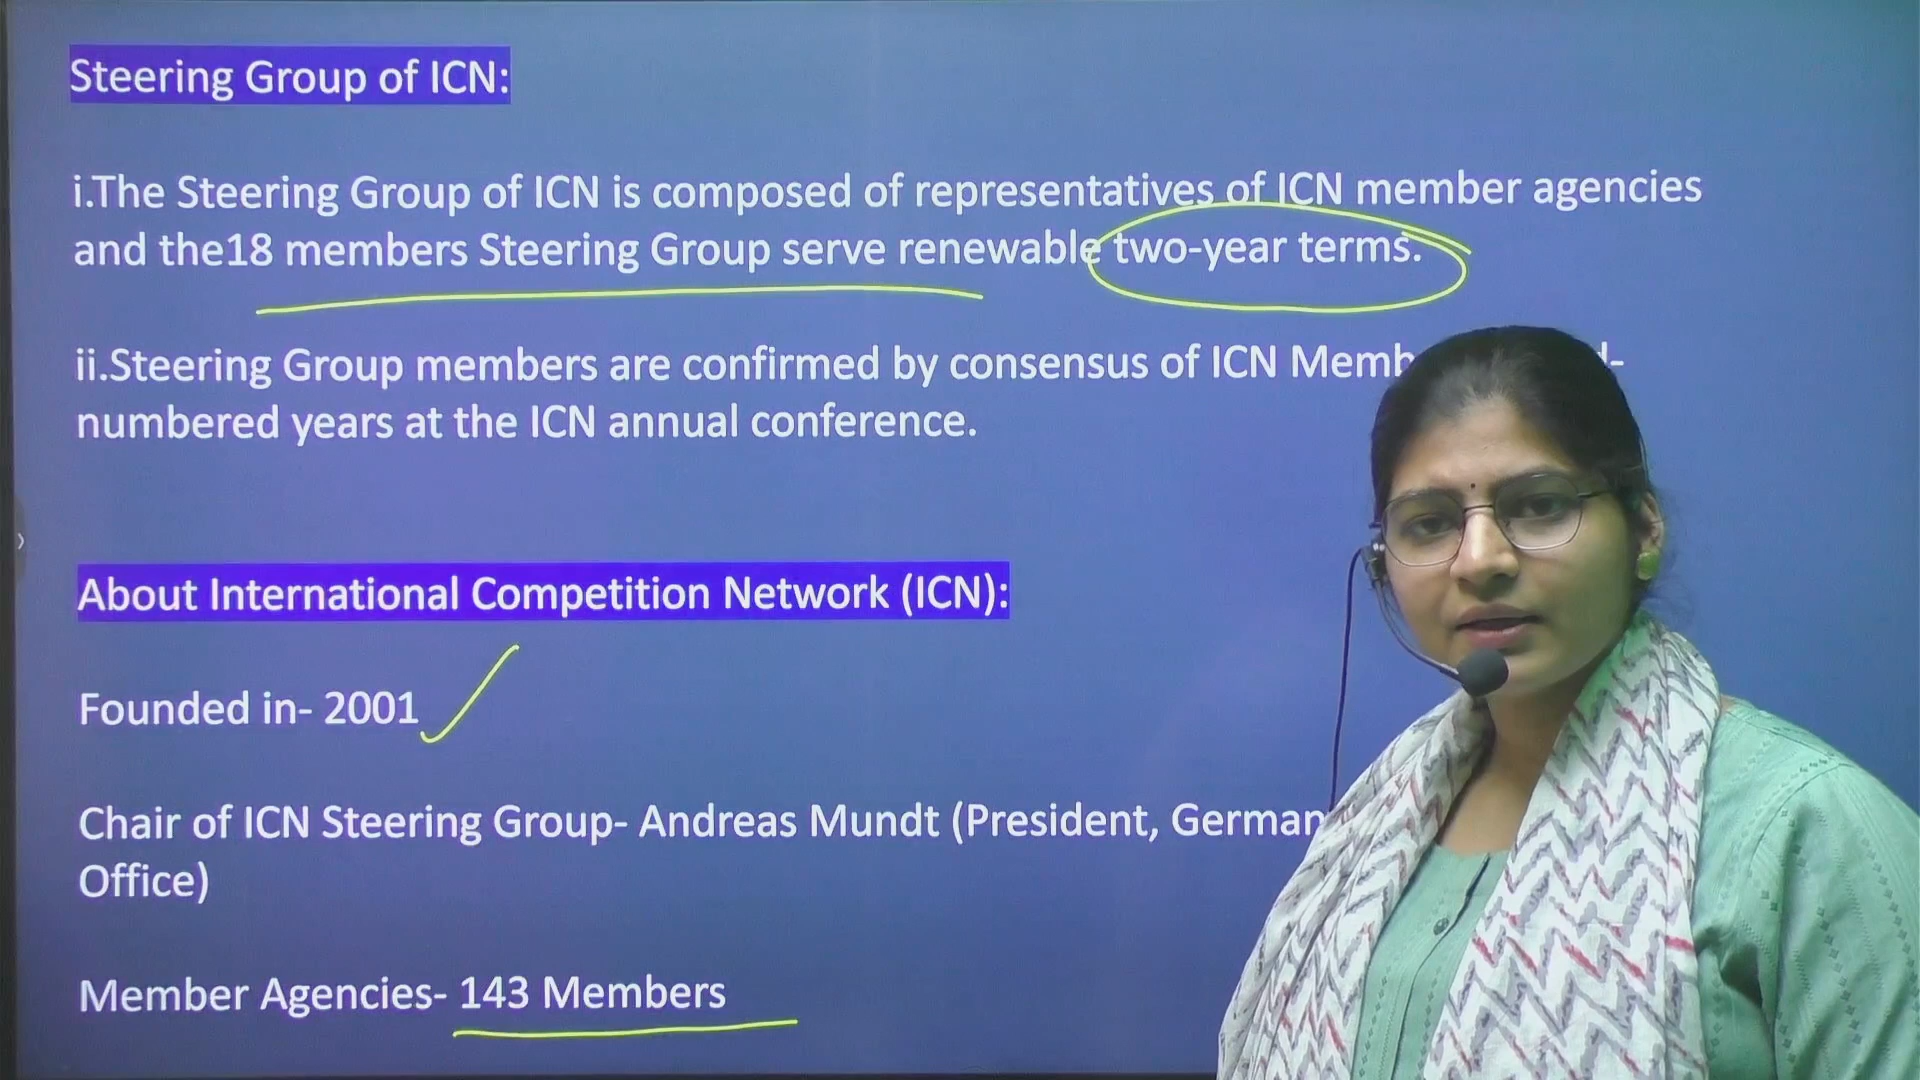 Steering Group of ICN:
i.The Steering Group of ICN is composed of representatives of ICN member agencies
and the18 members Steering Group serve renewable two-year terms.
ii.Steering Group members are confirmed by consensus of ICN
numbered years at the ICN annual conference.
About International Competition Network (ICN):
Founded in- 2001
Chair of ICN Steering Group- Andreas Mundt (President, German
Office)
Member Agencies- 143 Members